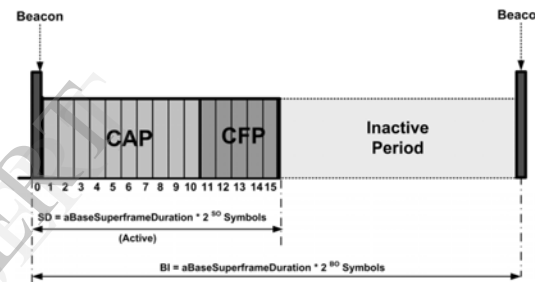 Beacon
Beaco
CAP
CFP
Inactive
Period
0 1 2 3 4 5 6 7 8 9 10 11 12 13 14 15
SD = aBaseSuperframeDuration * 2 SO Symbols
(Active)
BI = aBaseSuperframeDuration * 2 BO Symbols
ERT